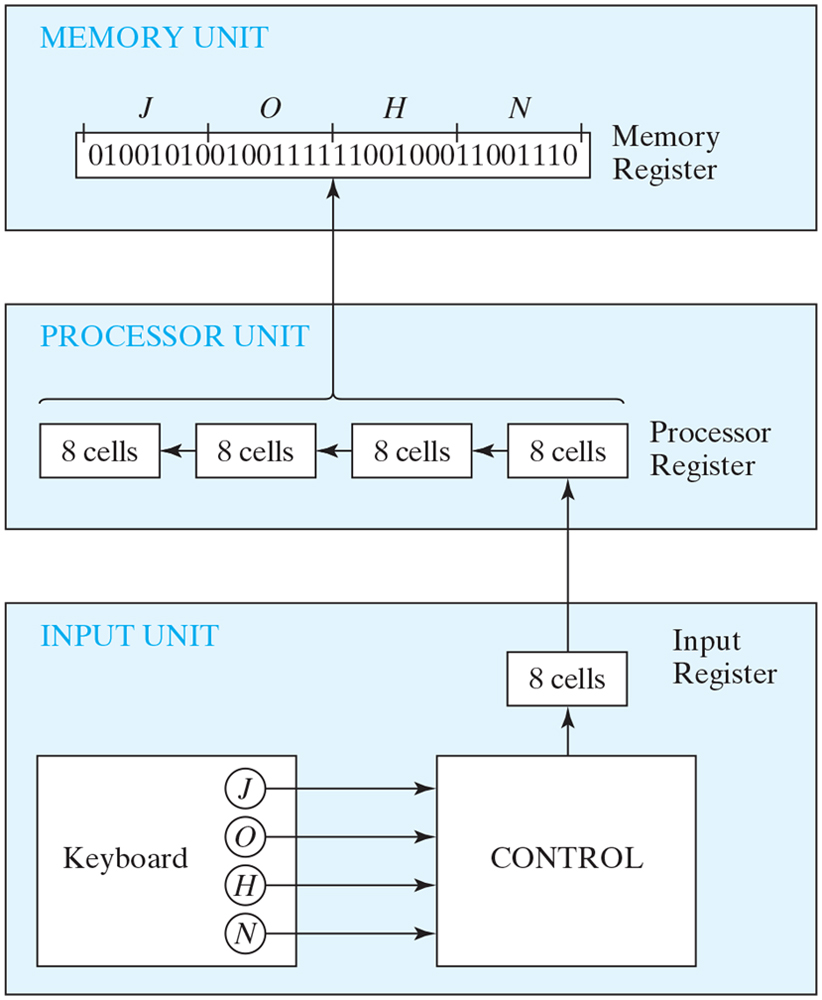 MEMORY UNIT
J O H N
01001010010011111100100011001110
Memory
Register
PROCESSOR UNIT
8 cells 8 cells 8 cells 8 cells
Processor
Register
INPUT UNIT
Input
Register
8 cells
J
O
Keyboard
CONTROL
H
N